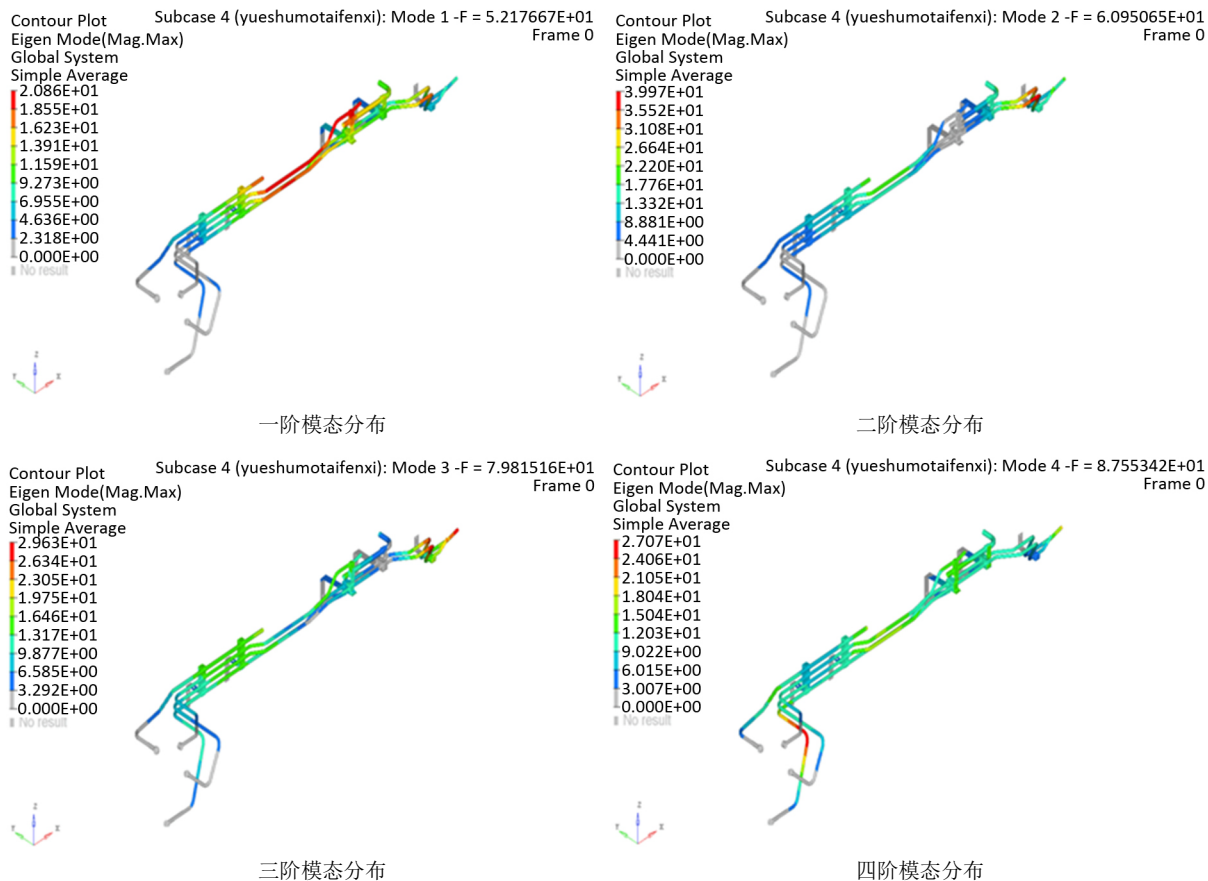 Contour Plot
Subcase 4 (yueshumotaifenxi): Mode 1 -F = 5.217667E+01
Eigen Mode(Mag.Max)
Frame 0
Global System
Simple Average
2.086E+01
1.855E+01
1.623E+01
1.391E+01
1.159E+01
9.273E+00
6.955E+00
4.636E+00
2.318E+00
0.000E+00
No result
Z
Y
X
一阶模态分布
Contour Plot
Subcase 4 (yueshumotaifenxi): Mode 2 -F = 6.095065E+01
Eigen Mode(Mag.Max)
Frame 0
Global System
Simple Average
3.997E+01
3.552E+01
3.108E+01
2.664E+01
2.220E+01
1.776E+01
1.332E+01
8.881E+00
4.441E+00
0.000E+00
No result
Z
Y
X
二阶模态分布
Contour Plot
Subcase 4 (yueshumotaifenxi): Mode 3 -F = 7.981516E+01
Eigen Mode(Mag.Max)
Frame 0
Global System
Simple Average
2.963E+01
2.634E+01
2.305E+01
1.975E+01
1.646E+01
1.317E+01
9.877E+00
6.585E+00
3.292E+00
0.000E+00
No result
Z
Y
X
三阶模态分布
Contour Plot
Subcase 4 (yueshumotaifenxi): Mode 4 -F = 8.755342E+01
Eigen Mode(Mag.Max)
Frame 0
Global System
Simple Average
2.707E+01
2.406E+01
2.105E+01
1.804E+01
1.504E+01
1.203E+01
9.022E+00
6.015E+00
3.007E+00
0.000E+00
No result
Z
Y
X
四阶模态分布